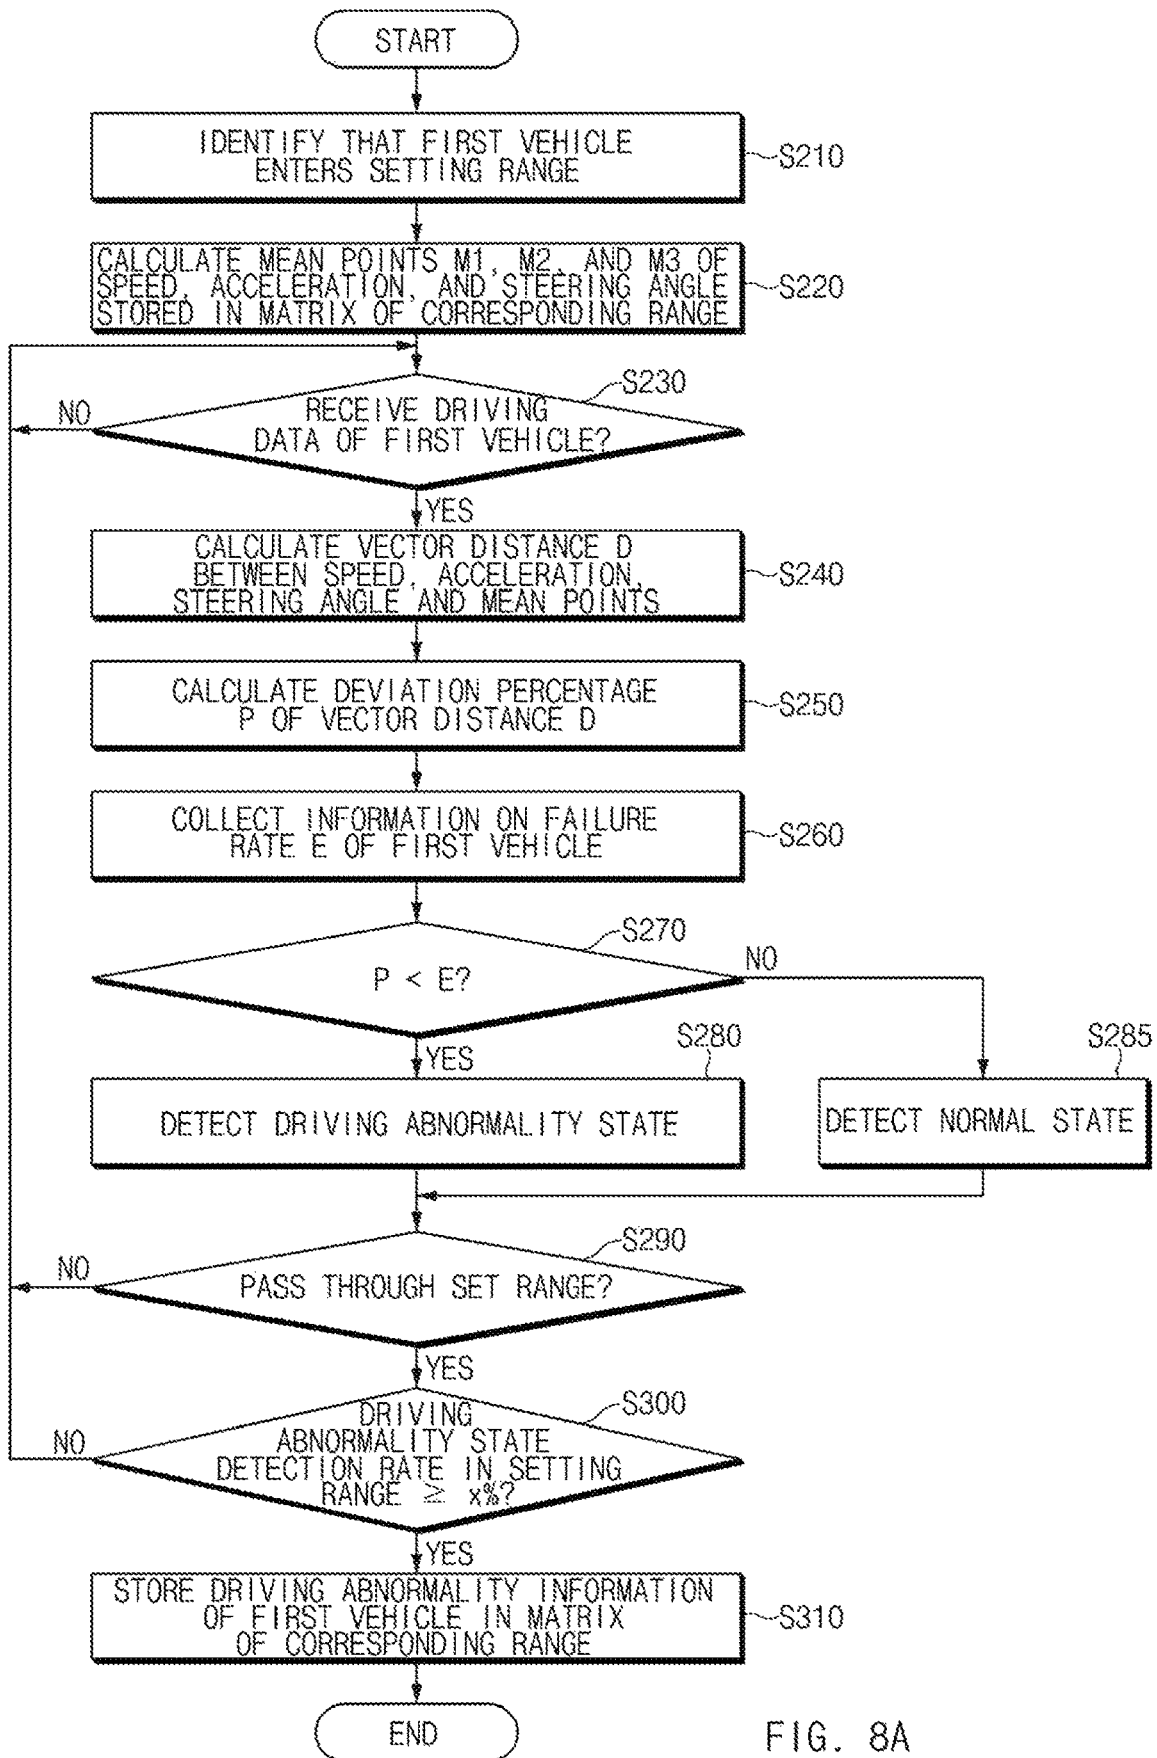 START
IDENTIFY THAT FIRST VEHICLE
ENTERS SETTING RANGE
S210
CALCULATE MEAN POINTS M1, M2, AND M3 OF
SPEED, ACCELERATION, AND STEERING ANGLE
STORED IN MATRIX OF CORRESPONDING RANGE
S220
S230
NO
RECEIVE DRIVING
DATA OF FIRST VEHICLE?
YES
CALCULATE VECTOR DISTANCE D
BETWEEN SPEED, ACCELERATION,
STEERING ANGLE AND MEAN POINTS
S240
CALCULATE DEVIATION PERCENTAGE
P OF VECTOR DISTANCE D
S250
COLLECT INFORMATION ON FAILURE
RATE E OF FIRST VEHICLE
S260
S270
P < E?
NO
YES
S280
S285
DETECT DRIVING ABNORMALITY STATE
DETECT NORMAL STATE
S290
NO
PASS THROUGH SET RANGE?
YES
S300
NO
DRIVING
ABNORMALITY STATE
DETECTION RATE IN SETTING
RANGE ≥ x%?
YES
STORE DRIVING ABNORMALITY INFORMATION
OF FIRST VEHICLE IN MATRIX
OF CORRESPONDING RANGE
S310
END
FIG. 8A